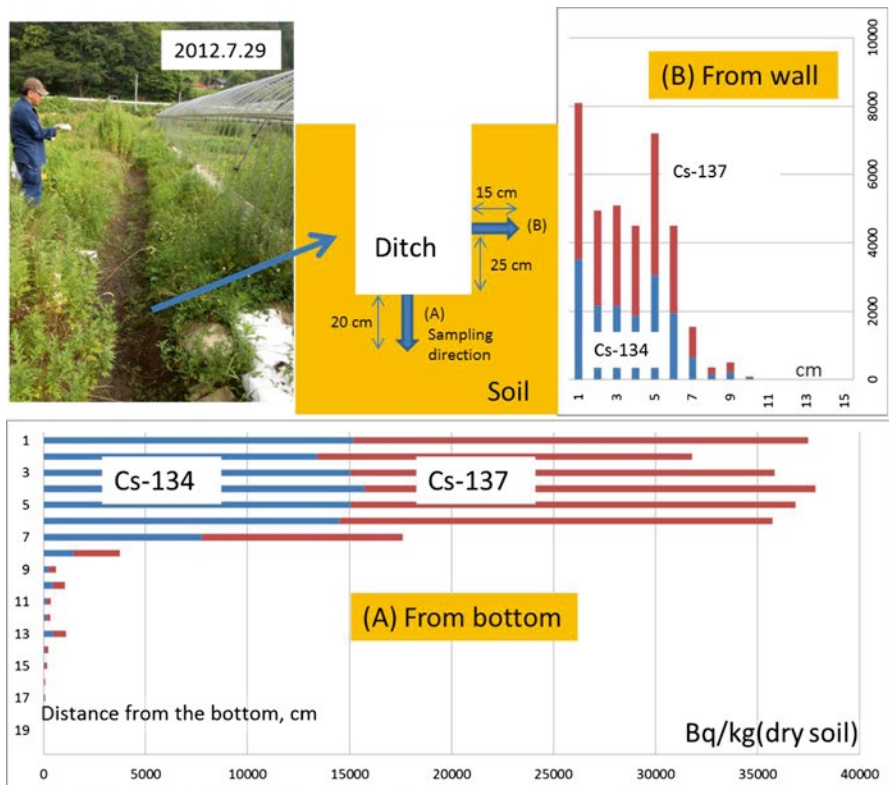 2012.7.29
Ditch
15 cm
(B)
25 cm
20 cm
(A)
Sampling
direction
Soil
(B) From wall
Cs-137
Cs-134
cm
0
2000
4000
6000
8000
10000
1
3
5
7
9
11
13
15
1
3
5
7
9
11
13
15
17
19
Cs-134
Cs-137
(A) From bottom
Distance from the bottom, cm
Bq/kg(dry soil)
0
5000
10000
15000
20000
25000
30000
35000
40000